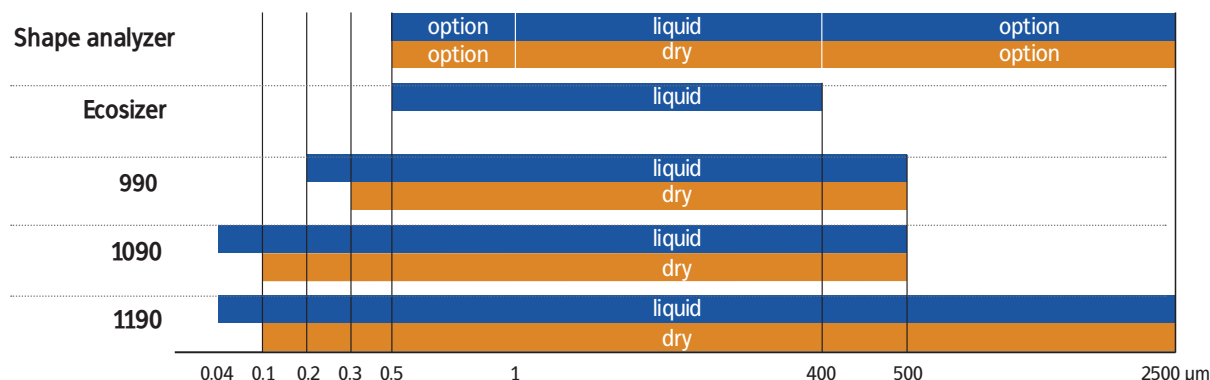 Shape analyzer option liquid option
option dry option
Ecosizer liquid
990 liquid
dry
1090 liquid
dry
1190 liquid
dry
0.04 0.1 0.2 0.3 0.5 1 400 500 2500 um